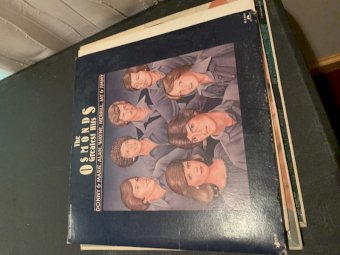 The
OSMONDS
Greatest Hits
DONNY & MARIE, ALAN, WAYNE, MERRILL, JAY & JIMMY